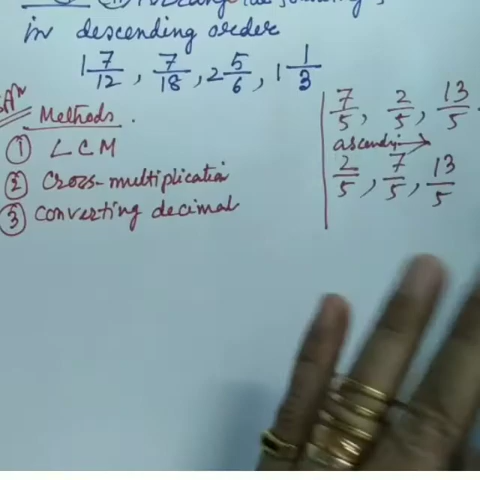 in descending order
1 7/12 , 7/18 , 2 5/6 , 1 1/3
Methods .
① LCM
② Cross-multiplication
③ Converting decimal
7/5 , 2/5 , 13/5 .
ascending →
2/5 , 7/5 , 13/5